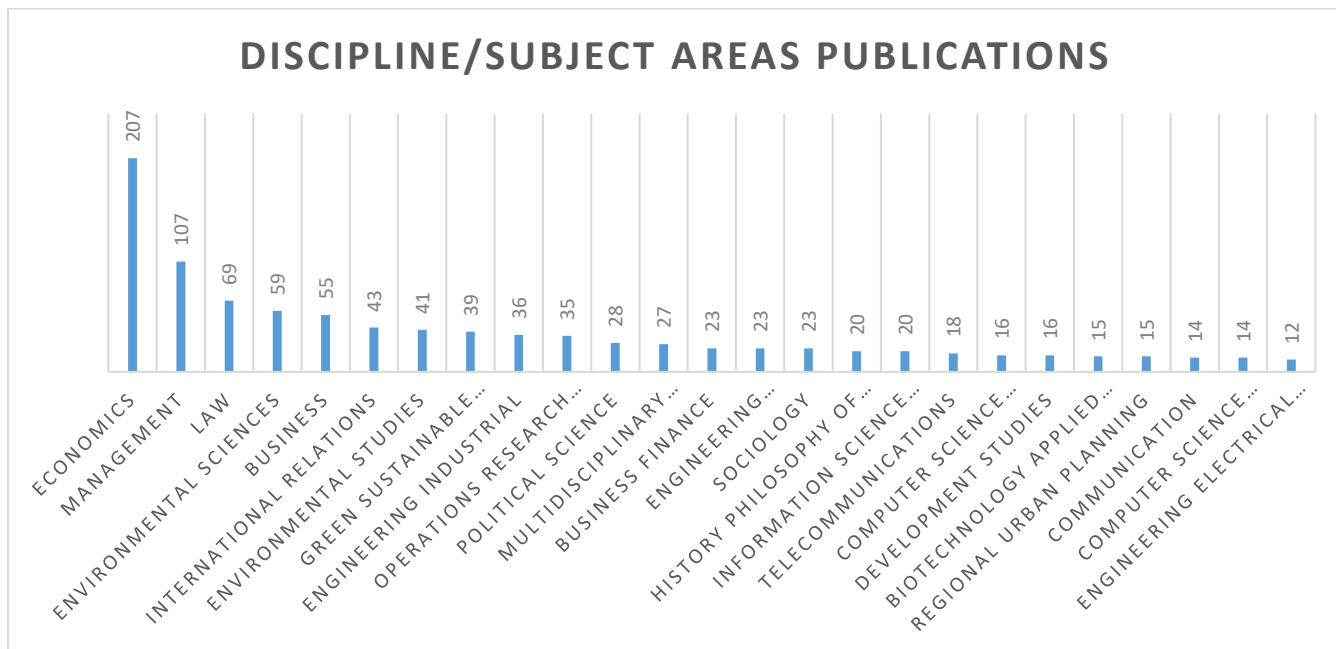 DISCIPLINE/SUBJECT AREAS PUBLICATIONS
207
107
69
59
55
43
41
39
36
35
28
27
23
23
23
20
20
18
16
16
15
15
14
14
12
ECONOMICS
MANAGEMENT
LAW
ENVIRONMENTAL SCIENCES
BUSINESS
INTERNATIONAL RELATIONS
ENVIRONMENTAL STUDIES
GREEN SUSTAINABLE…
ENGINEERING INDUSTRIAL
OPERATIONS RESEARCH…
POLITICAL SCIENCE
MULTIDISCIPLINARY…
BUSINESS FINANCE
ENGINEERING…
SOCIOLOGY
HISTORY PHILOSOPHY OF…
INFORMATION SCIENCE…
TELECOMMUNICATIONS
COMPUTER SCIENCE…
DEVELOPMENT STUDIES
BIOTECHNOLOGY APPLIED…
REGIONAL URBAN PLANNING
COMMUNICATION
COMPUTER SCIENCE…
ENGINEERING ELECTRICAL…